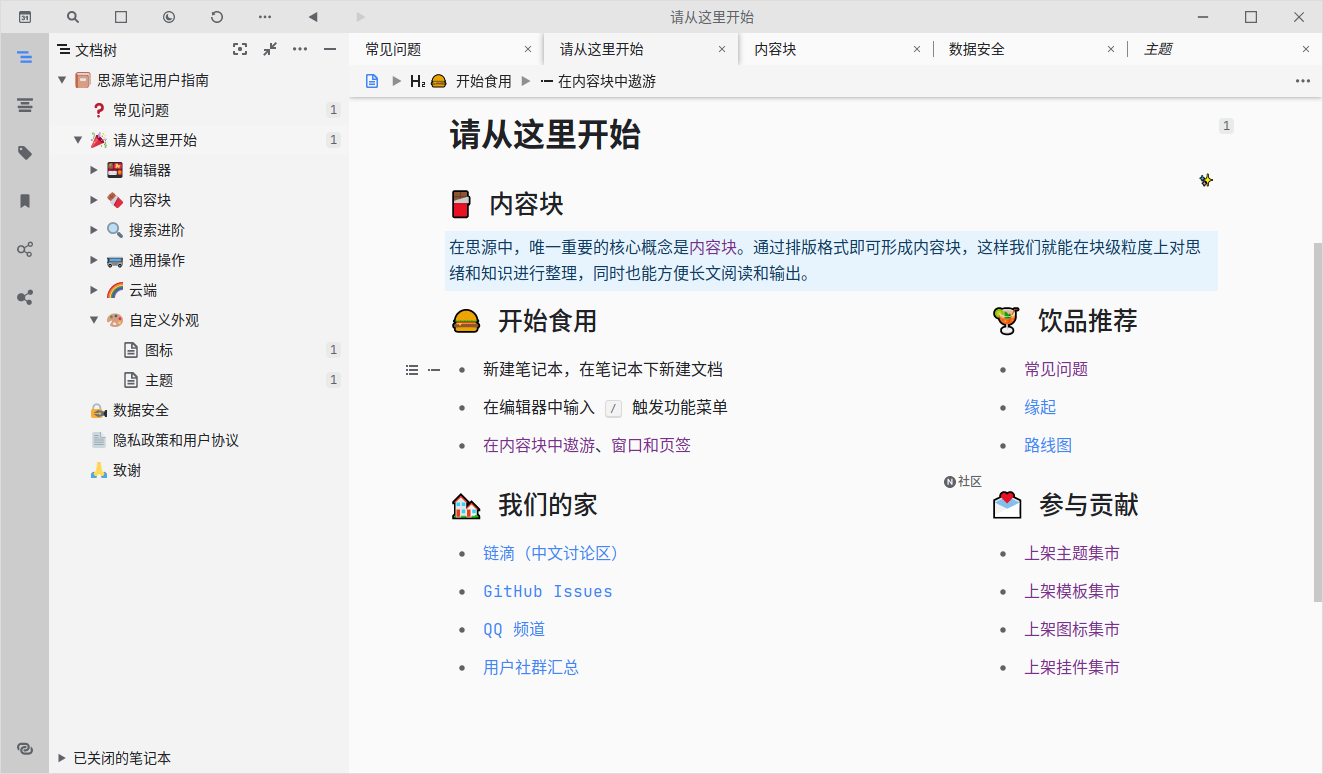 31
请从这里开始
文档树
思源笔记用户指南
常见问题 1
请从这里开始 1
编辑器
内容块
搜索进阶
通用操作
云端
自定义外观
图标 1
主题 1
数据安全
隐私政策和用户协议
致谢
已关闭的笔记本
常见问题
请从这里开始
内容块
数据安全
主题
H2 开始食用
在内容块中遨游
请从这里开始
1
内容块
在思源中，唯一重要的核心概念是内容块。通过排版格式即可形成内容块，这样我们就能在块级粒度上对思
绪和知识进行整理，同时也能方便长文阅读和输出。
开始食用
新建笔记本，在笔记本下新建文档
在编辑器中输入 / 触发功能菜单
在内容块中遨游、窗口和页签
饮品推荐
常见问题
缘起
路线图
我们的家
链滴（中文讨论区）
GitHub Issues
QQ 频道
用户社群汇总
N 社区
参与贡献
上架主题集市
上架模板集市
上架图标集市
上架挂件集市